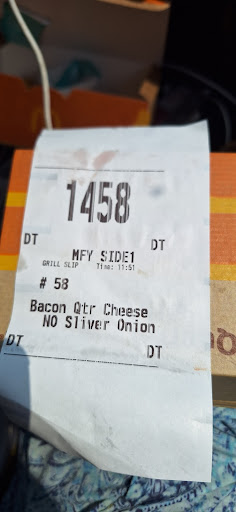 1458
DT DT
MFY SIDE1
GRILL SLIP Time: 11:51
# 58
Bacon Qtr Cheese
NO Sliver Onion
DT DT